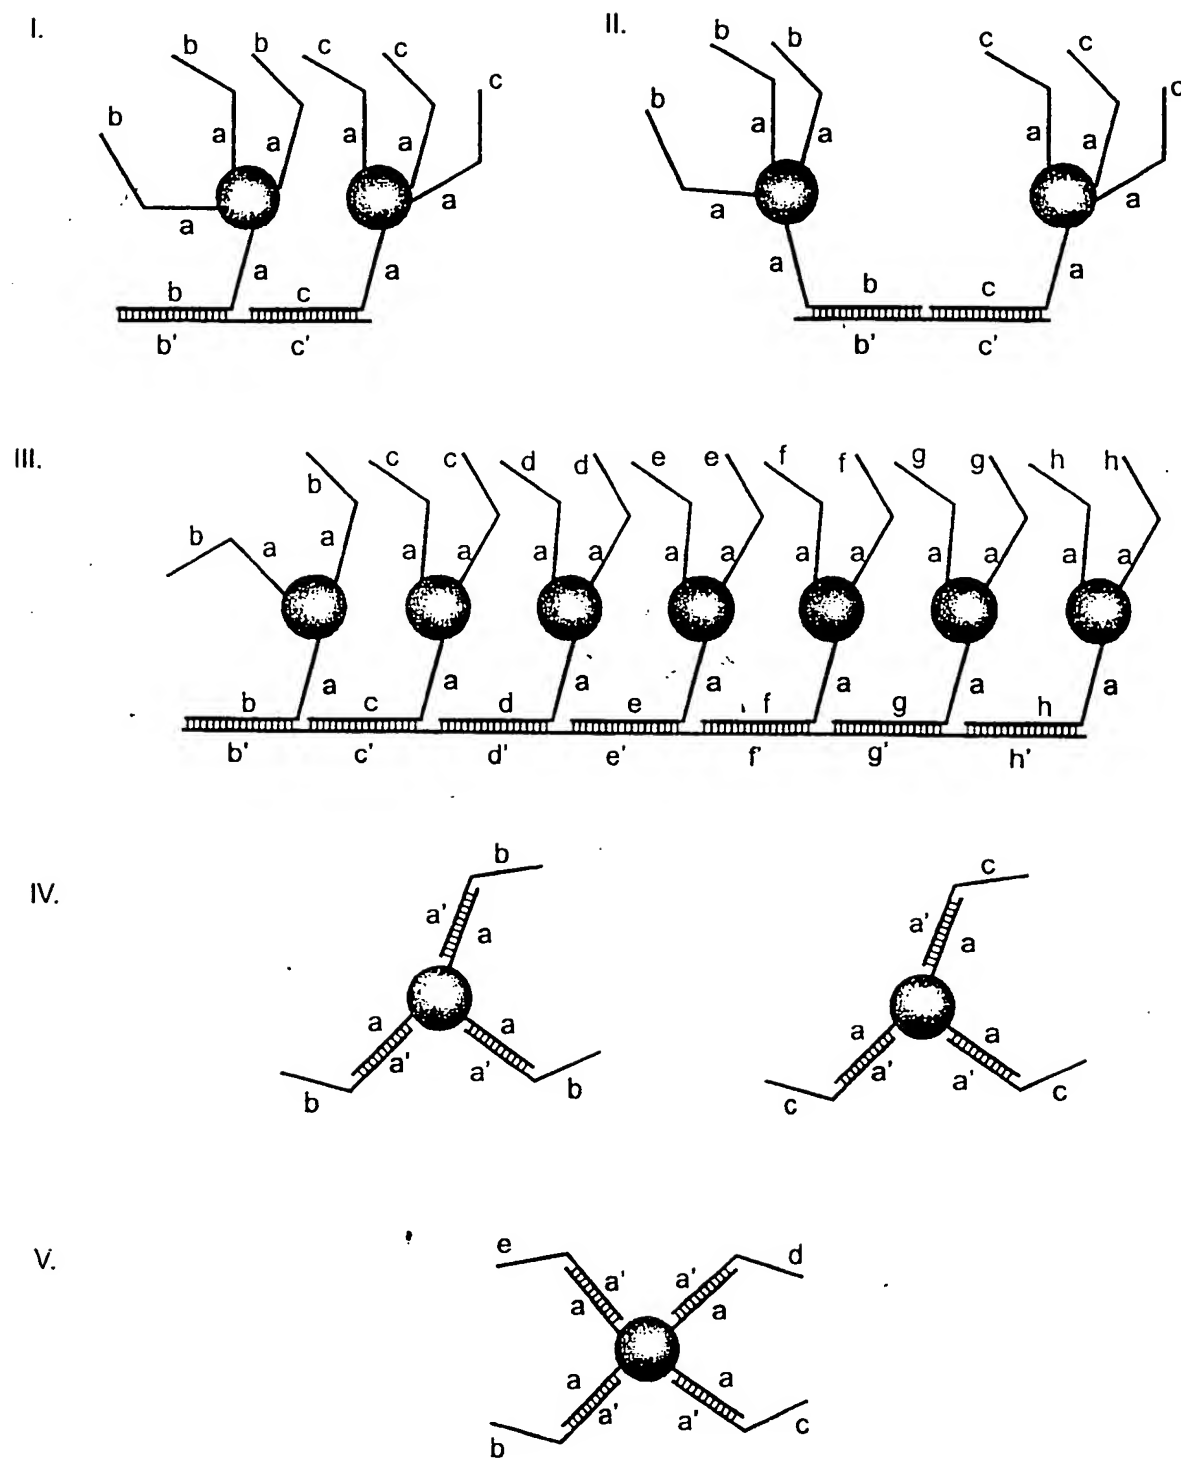 I.
b b c c c
b
a a a a
a a
a a
b c
b' c'
II.
b b c c c
b
a a a a
a a
a a
b c
b' c'
III.
b c c d d e e f f g g h h
b a a a a a a a a a a a a a a
a a a a a a a
b c d e f g h
b' c' d' e' f' g' h'
IV.
b
a' a
a a
a' a'
b b
c
a' a
a a
a' a'
c c
V.
e d
a' a'
a a
a a
a' a'
b c